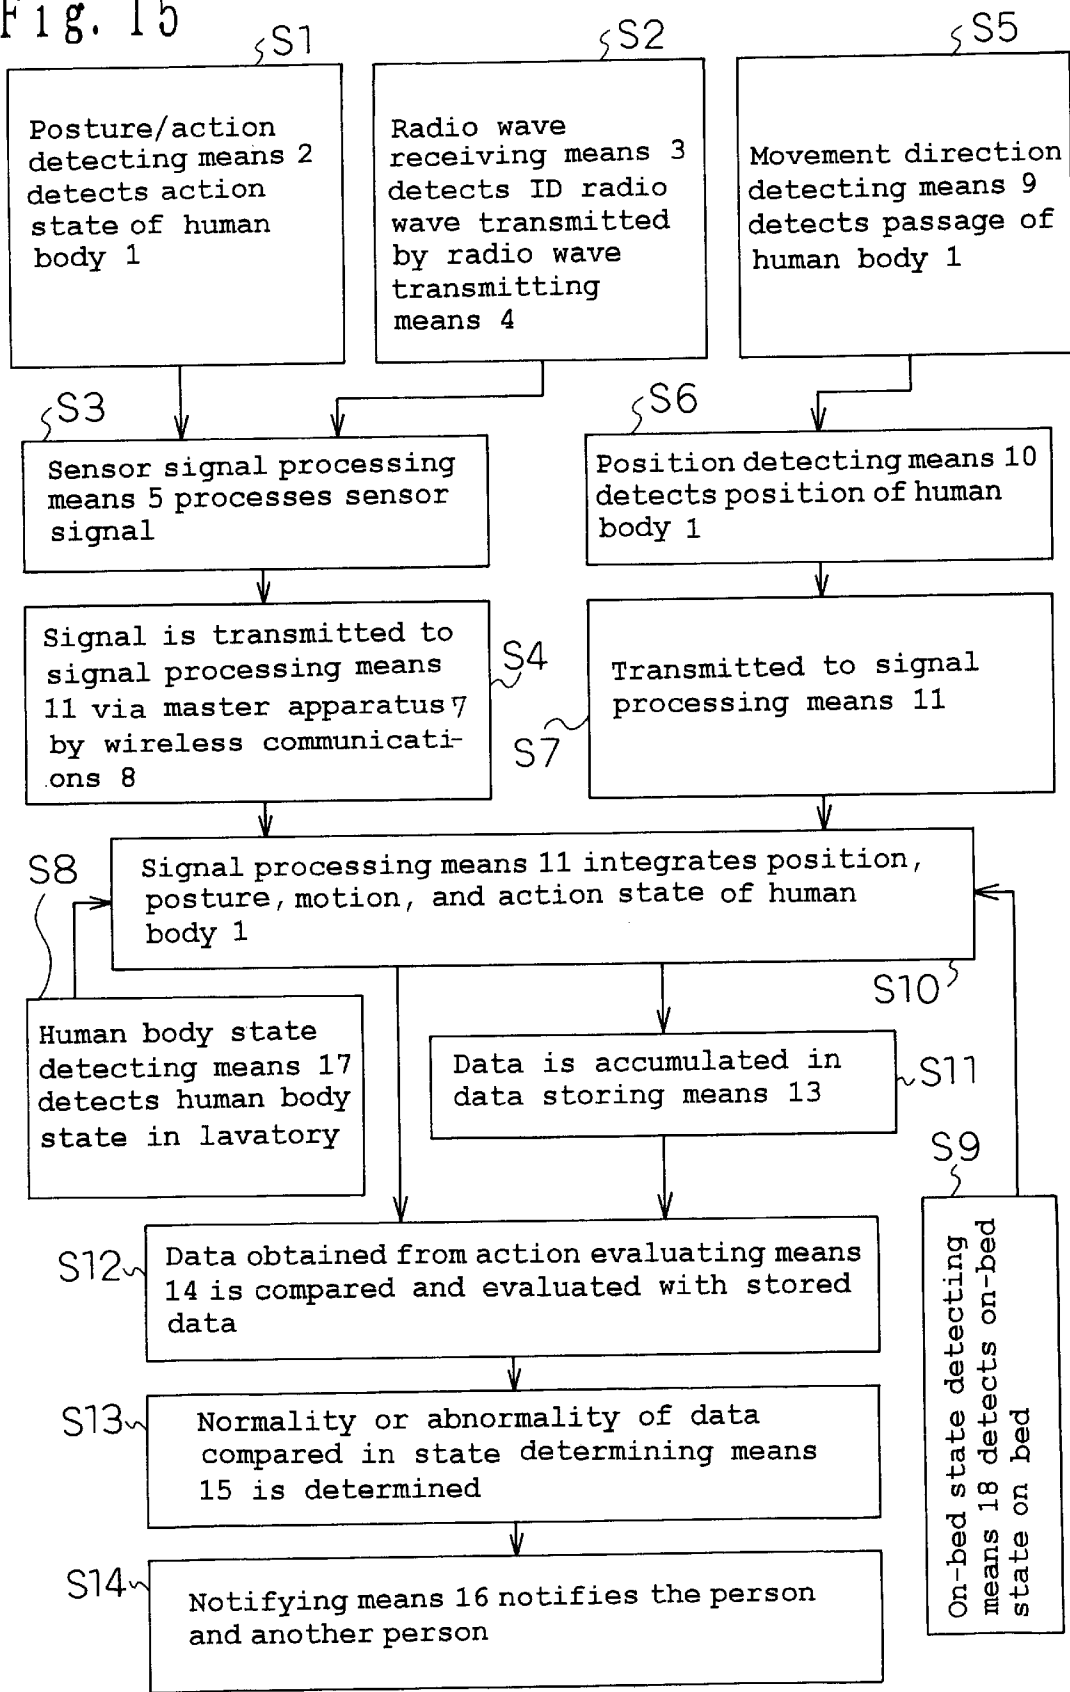 Fig. 15
S1
Posture/action
detecting means 2
detects action
state of human
body 1
S2
Radio wave
receiving means 3
detects ID radio
wave transmitted
by radio wave
transmitting
means 4
S5
Movement direction
detecting means 9
detects passage of
human body 1
S3
Sensor signal processing
means 5 processes sensor
signal
S6
Position detecting means 10
detects position of human
body 1
Signal is transmitted to
signal processing means
11 via master apparatus 7
by wireless communicati-
ons 8
S4
S7
Transmitted to signal
processing means 11
S8
Signal processing means 11 integrates position,
posture, motion, and action state of human
body 1
S10
Human body state
detecting means 17
detects human body
state in lavatory
Data is accumulated in
data storing means 13
S11
S9
On-bed state detecting
means 18 detects on-bed
state on bed
S12
Data obtained from action evaluating means
14 is compared and evaluated with stored
data
S13
Normality or abnormality of data
compared in state determining means
15 is determined
S14
Notifying means 16 notifies the person
and another person